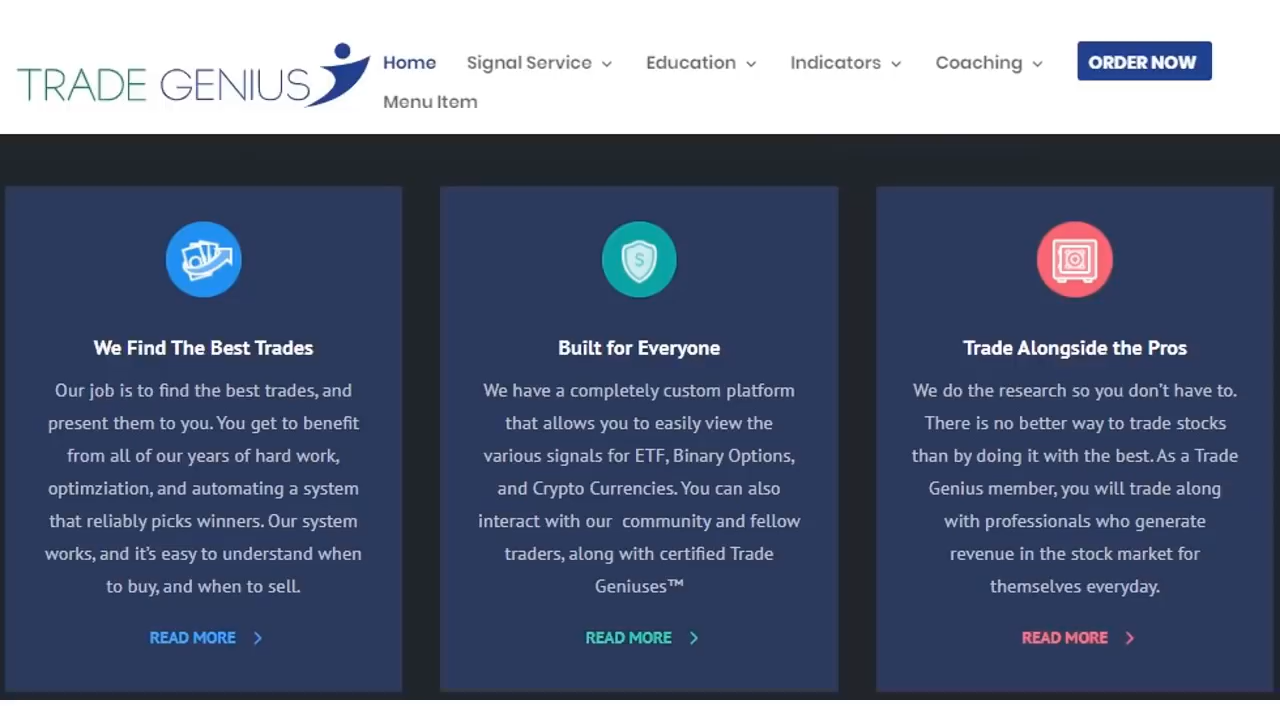 TRADE GENIUS
Home Signal Service Education Indicators Coaching ORDER NOW
Menu Item
We Find The Best Trades
Our job is to find the best trades, and
present them to you. You get to benefit
from all of our years of hard work,
optimziation, and automating a system
that reliably picks winners. Our system
works, and it's easy to understand when
to buy, and when to sell.
READ MORE
S
Built for Everyone
We have a completely custom platform
that allows you to easily view the
various signals for ETF, Binary Options,
and Crypto Currencies. You can also
interact with our community and fellow
traders, along with certified Trade
Geniuses™
READ MORE
Trade Alongside the Pros
We do the research so you don't have to.
There is no better way to trade stocks
than by doing it with the best. As a Trade
Genius member, you will trade along
with professionals who generate
revenue in the stock market for
themselves everyday.
READ MORE